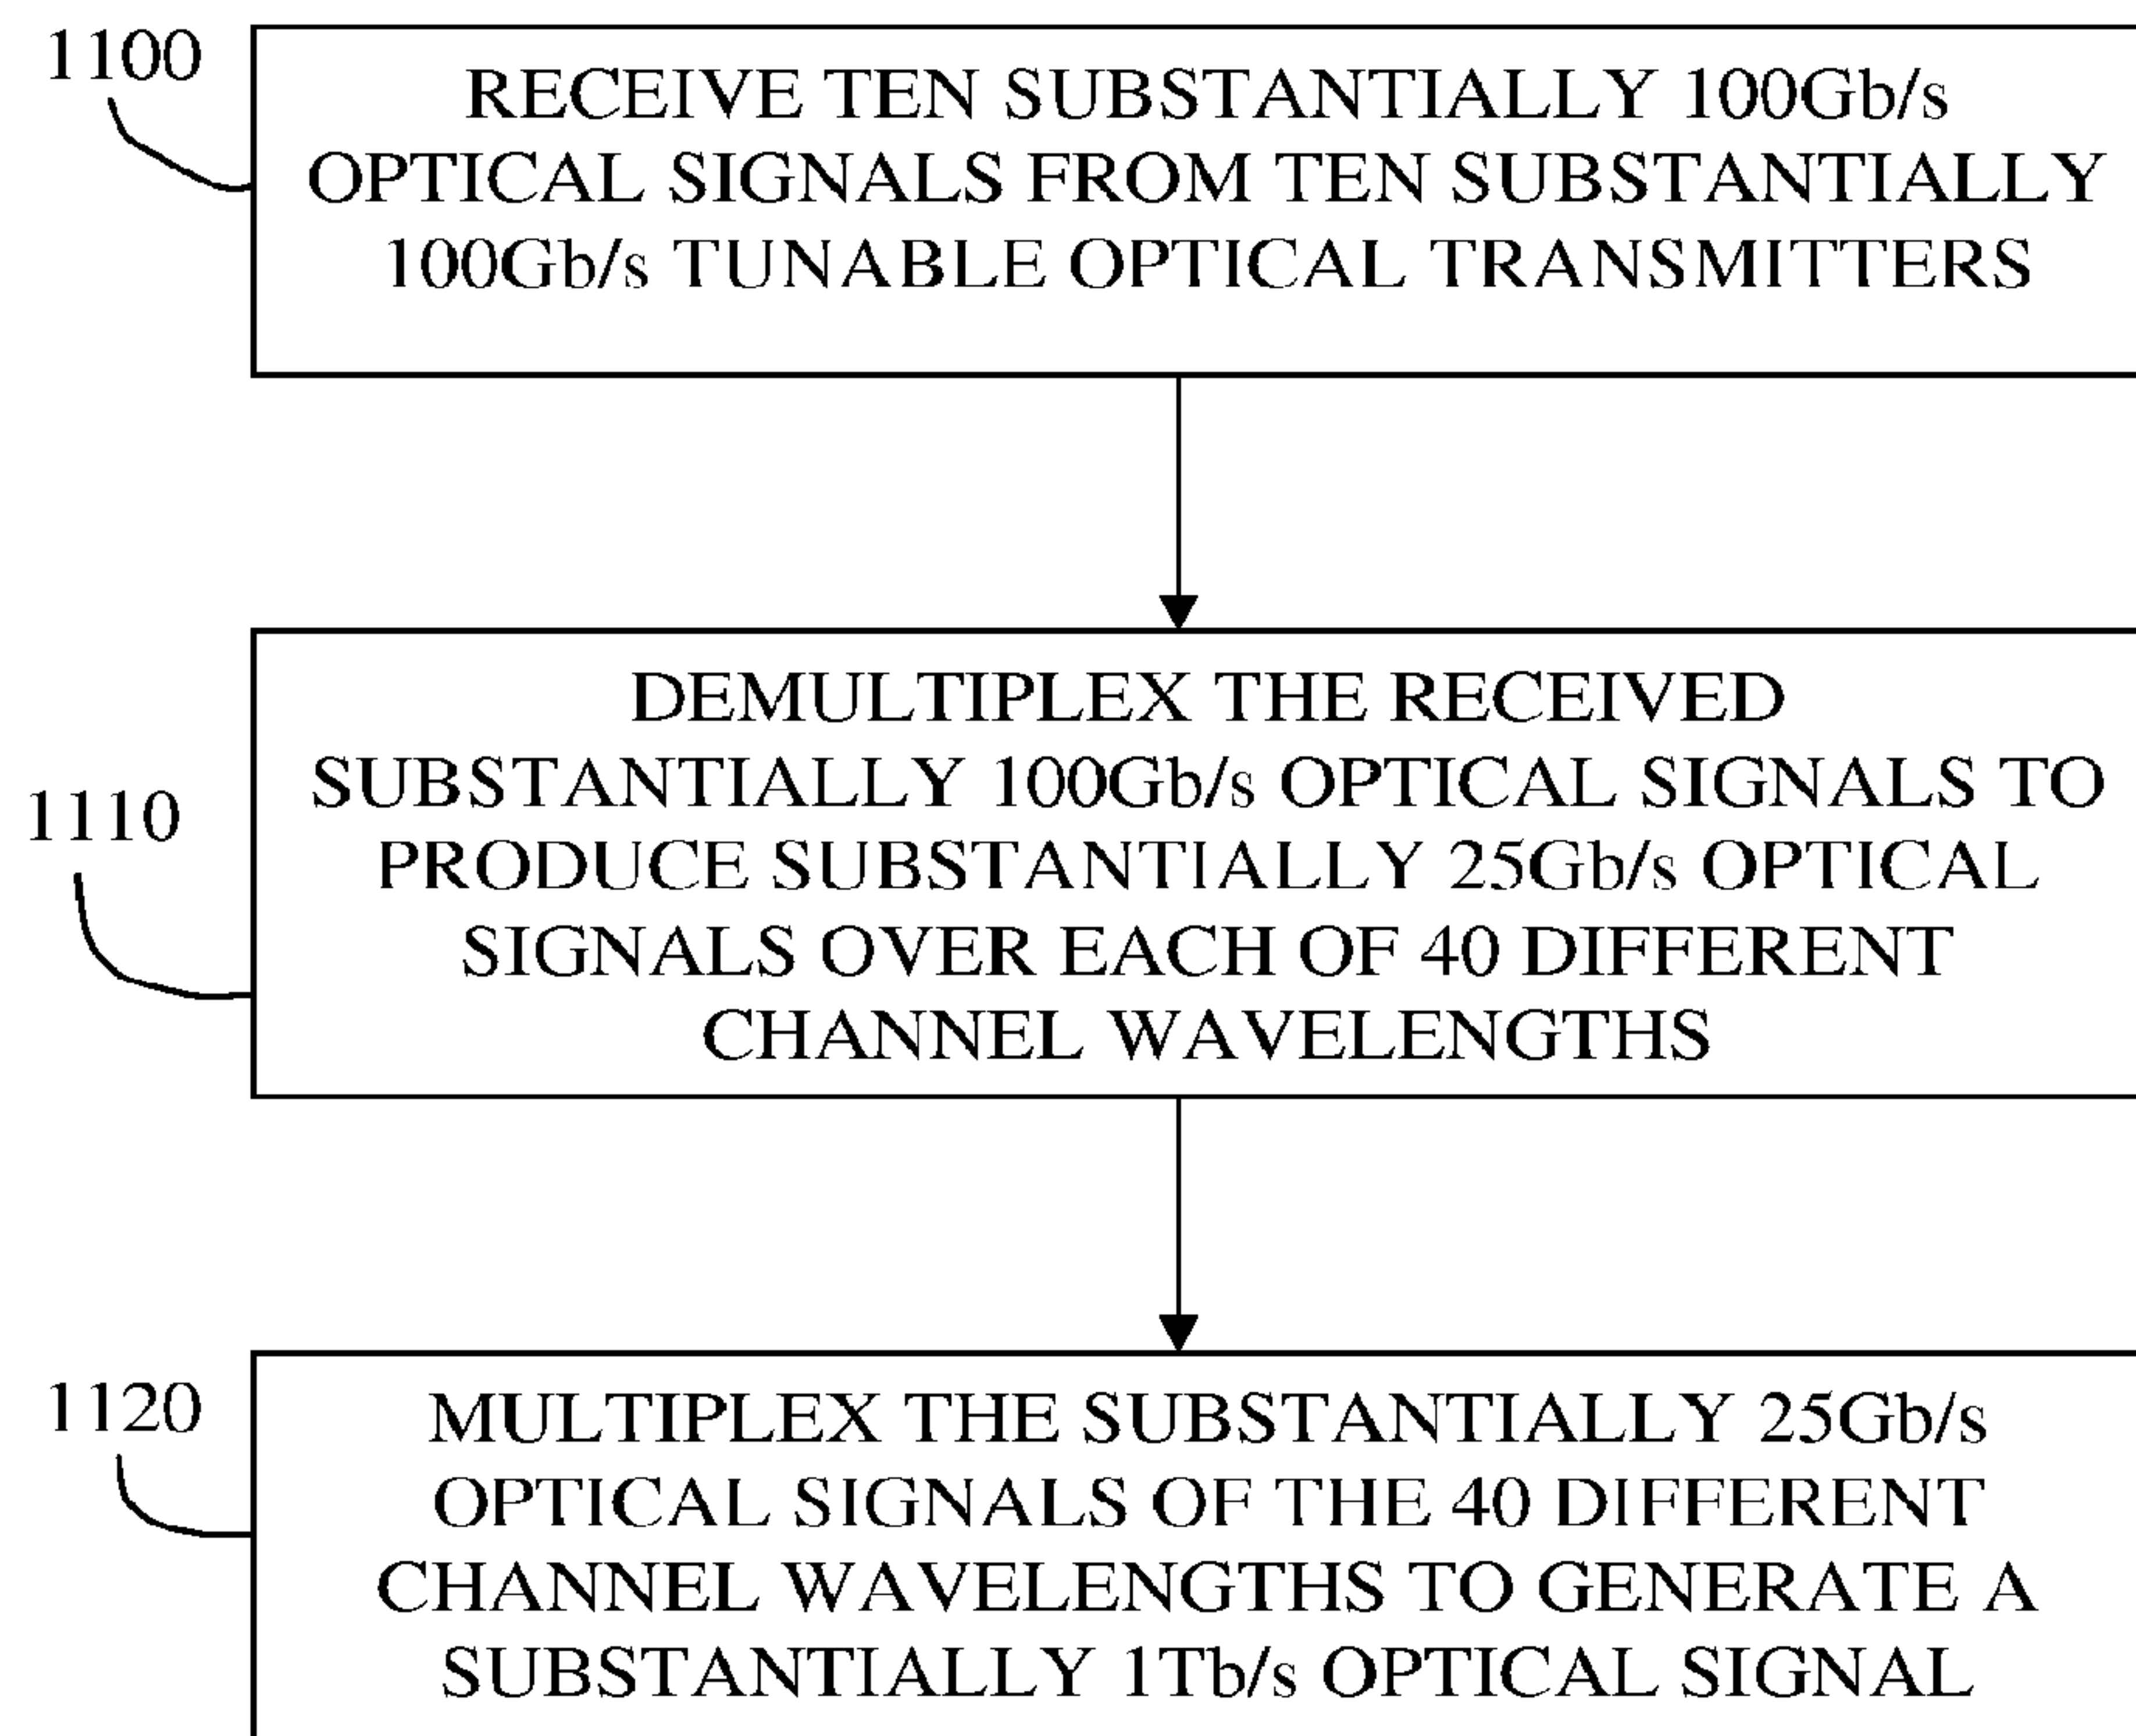 1100
RECEIVE TEN SUBSTANTIALLY 100Gb/s
OPTICAL SIGNALS FROM TEN SUBSTANTIALLY
100Gb/s TUNABLE OPTICAL TRANSMITTERS
1110
DEMULTIPLEX THE RECEIVED
SUBSTANTIALLY 100Gb/s OPTICAL SIGNALS TO
PRODUCE SUBSTANTIALLY 25Gb/s OPTICAL
SIGNALS OVER EACH OF 40 DIFFERENT
CHANNEL WAVELENGTHS
1120
MULTIPLEX THE SUBSTANTIALLY 25Gb/s
OPTICAL SIGNALS OF THE 40 DIFFERENT
CHANNEL WAVELENGTHS TO GENERATE A
SUBSTANTIALLY 1Tb/s OPTICAL SIGNAL